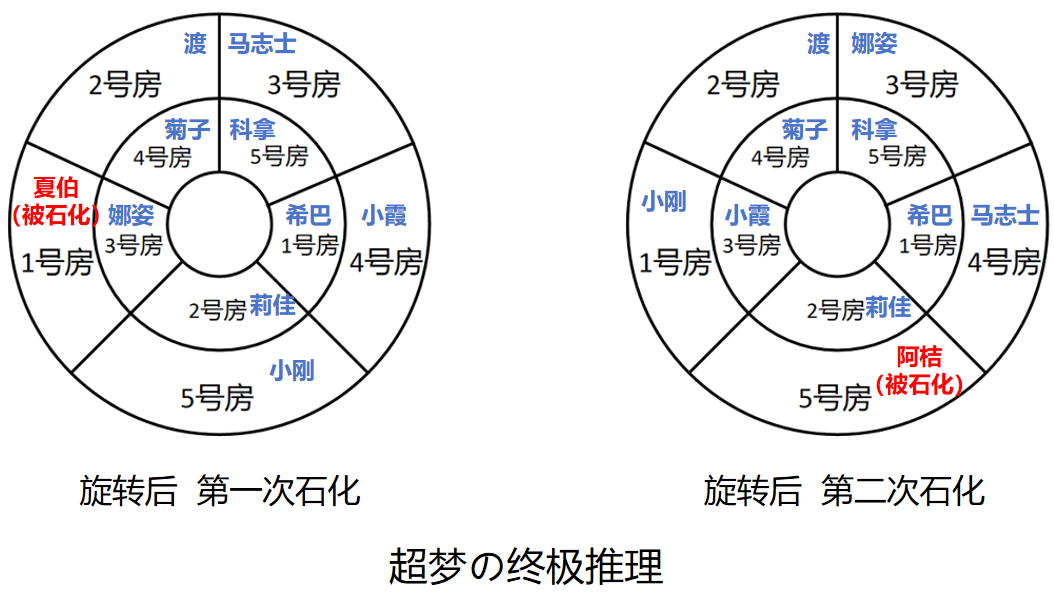 渡 马志士
2号房 3号房
菊子 科拿
4号房 5号房
夏伯
(被石化) 娜姿 希巴 小霞
1号房 3号房 1号房 4号房
2号房 莉佳
小刚
5号房
旋转后 第一次石化
渡 娜姿
2号房 3号房
菊子 科拿
4号房 5号房
小刚 小霞 希巴 马志士
1号房 3号房 1号房 4号房
2号房 莉佳
阿桔
5号房 (被石化)
旋转后 第二次石化
超梦の终极推理